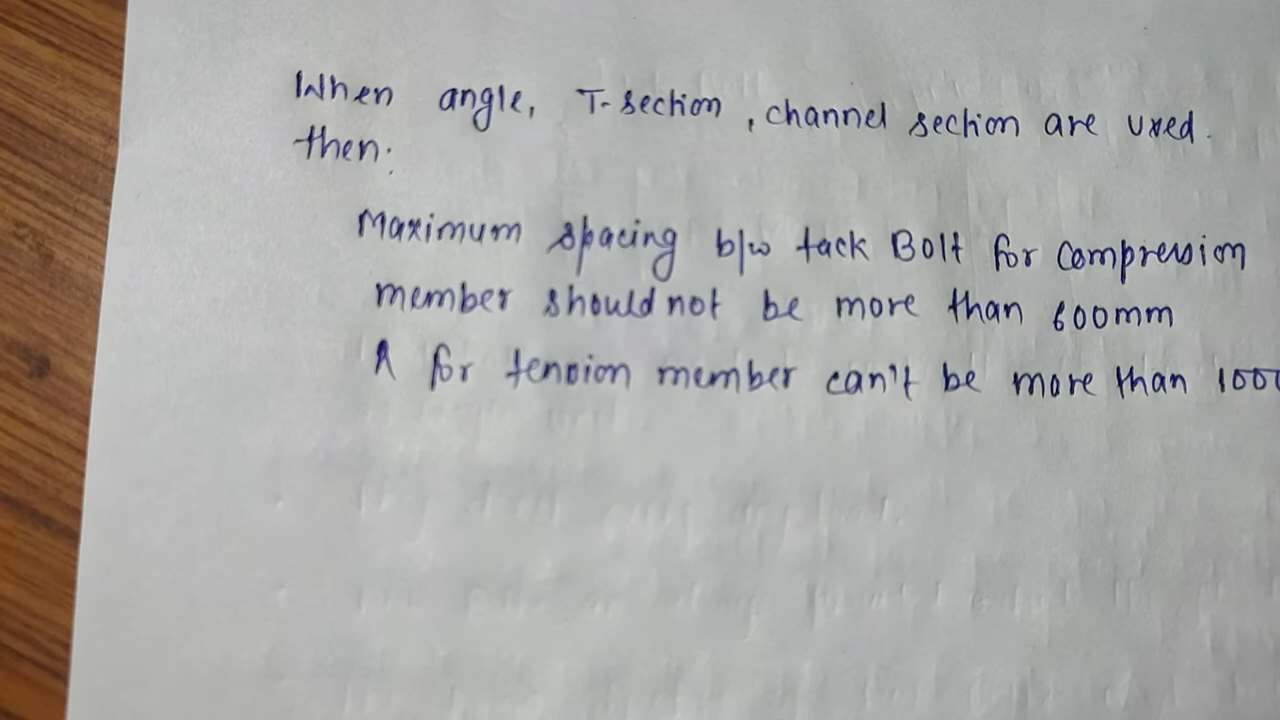 When angle, T-section, channel section are used.
then.
Maximum spacing b/w tack Bolt for compression
member should not be more than 600mm
& for tension member can't be more than 1000